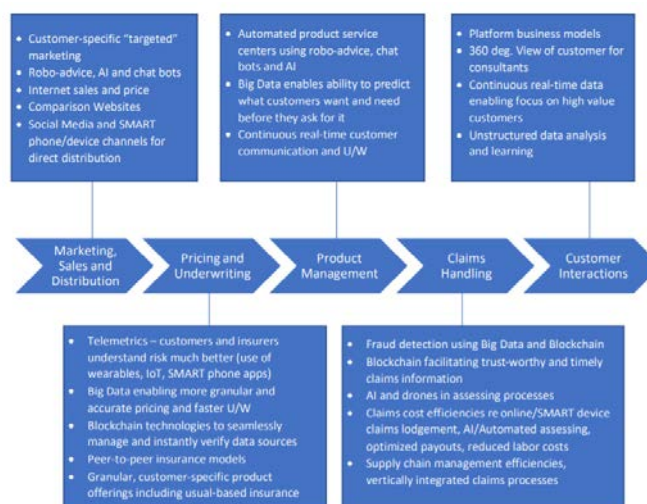 • Customer-specific “targeted”
marketing
• Robo-advice, AI and chat bots
• Internet sales and price
• Comparison Websites
• Social Media and SMART
phone/device channels for
direct distribution
• Automated product service
centers using robo-advice, chat
bots and AI
• Big Data enables ability to predict
what customers want and need
before they ask for it
• Continuous real-time customer
communication and U/W
• Platform business models
• 360 deg. View of customer for
consultants
• Continuous real-time data
enabling focus on high value
customers
• Unstructured data analysis
and learning
Marketing,
Sales and
Distribution
Pricing and
Underwriting
Product
Management
Claims
Handling
Customer
Interactions
• Telemetrics – customers and insurers
understand risk much better (use of
wearables, IoT, SMART phone apps)
• Big Data enabling more granular and
accurate pricing and faster U/W
• Blockchain technologies to seamlessly
manage and instantly verify data sources
• Peer-to-peer insurance models
• Granular, customer-specific product
offerings including usual-based insurance
• Fraud detection using Big Data and Blockchain
• Blockchain facilitating trust-worthy and timely
claims information
• AI and drones in assessing processes
• Claims cost efficiencies re online/SMART device
claims lodgement, AI/Automated assessing,
optimized payouts, reduced labor costs
• Supply chain management efficiencies,
vertically integrated claims processes